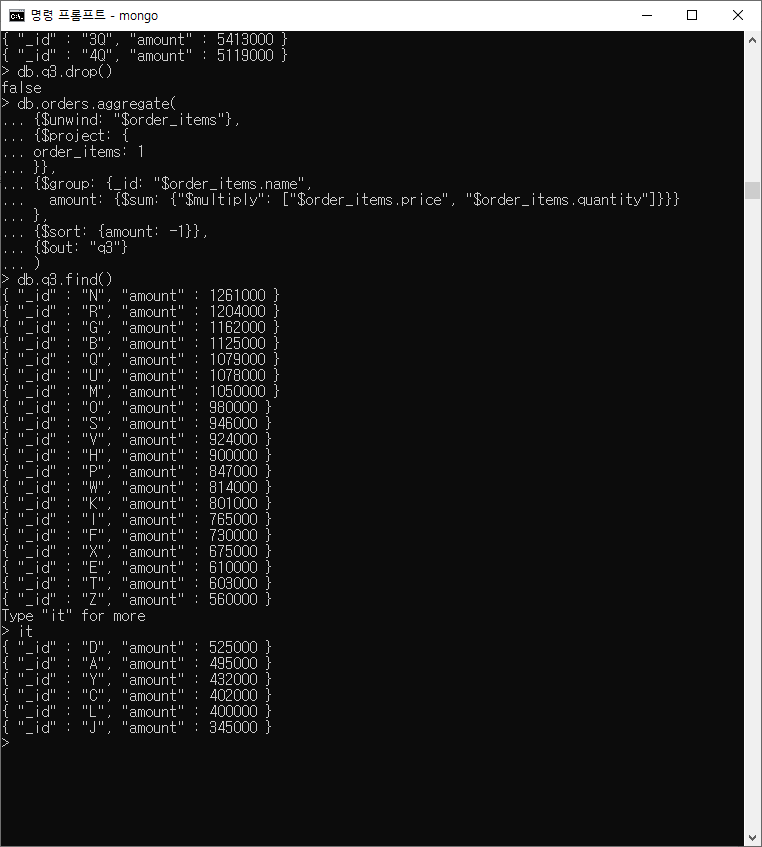 명령 프롬프트 - mongo
{ "_id" : "3Q", "amount" : 5413000 }
{ "_id" : "4Q", "amount" : 5119000 }
> db.q3.drop()
false
> db.orders.aggregate(
... {$unwind: "$order_items"},
... {$project: {
... order_items: 1
... }},
... {$group: {_id: "$order_items.name",
...   amount: {$sum: {"$multiply": ["$order_items.price", "$order_items.quantity"]}}}
... },
... {$sort: {amount: -1}},
... {$out: "q3"}
... )
> db.q3.find()
{ "_id" : "N", "amount" : 1261000 }
{ "_id" : "R", "amount" : 1204000 }
{ "_id" : "G", "amount" : 1162000 }
{ "_id" : "B", "amount" : 1125000 }
{ "_id" : "Q", "amount" : 1079000 }
{ "_id" : "U", "amount" : 1078000 }
{ "_id" : "M", "amount" : 1050000 }
{ "_id" : "O", "amount" : 980000 }
{ "_id" : "S", "amount" : 946000 }
{ "_id" : "V", "amount" : 924000 }
{ "_id" : "H", "amount" : 900000 }
{ "_id" : "P", "amount" : 847000 }
{ "_id" : "W", "amount" : 814000 }
{ "_id" : "K", "amount" : 801000 }
{ "_id" : "I", "amount" : 765000 }
{ "_id" : "F", "amount" : 730000 }
{ "_id" : "X", "amount" : 675000 }
{ "_id" : "E", "amount" : 610000 }
{ "_id" : "T", "amount" : 603000 }
{ "_id" : "Z", "amount" : 560000 }
Type "it" for more
> it
{ "_id" : "D", "amount" : 525000 }
{ "_id" : "A", "amount" : 495000 }
{ "_id" : "Y", "amount" : 432000 }
{ "_id" : "C", "amount" : 402000 }
{ "_id" : "L", "amount" : 400000 }
{ "_id" : "J", "amount" : 345000 }
>